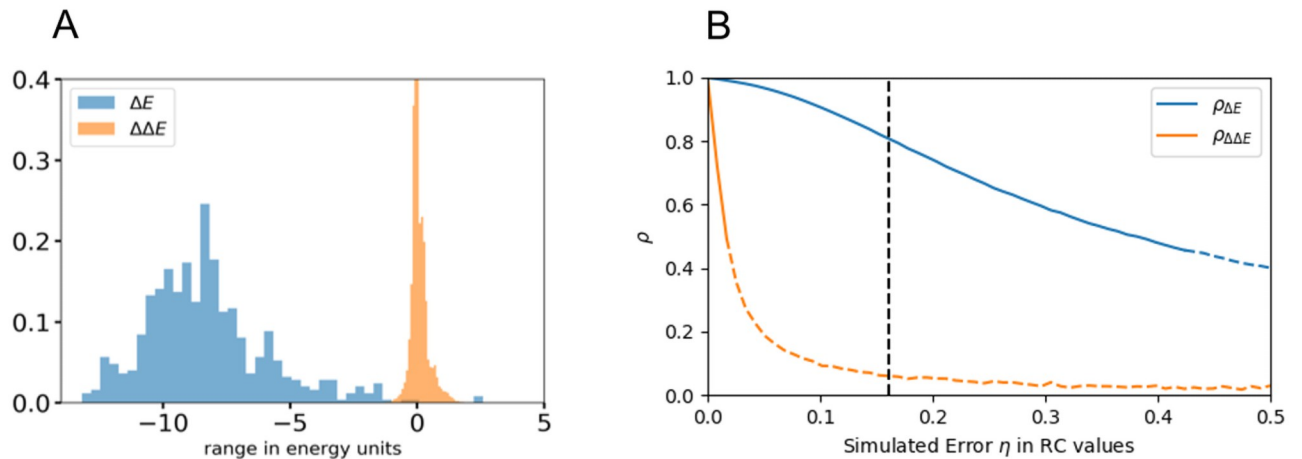 A
0.4
0.3
0.2
0.1
0.0
ΔE
ΔΔE
−10
−5
0
5
range in energy units
B
1.0
0.8
0.6
0.4
0.2
0.0
ρ
ρΔE
ρΔΔE
0.0
0.1
0.2
0.3
0.4
0.5
Simulated Error η in RC values